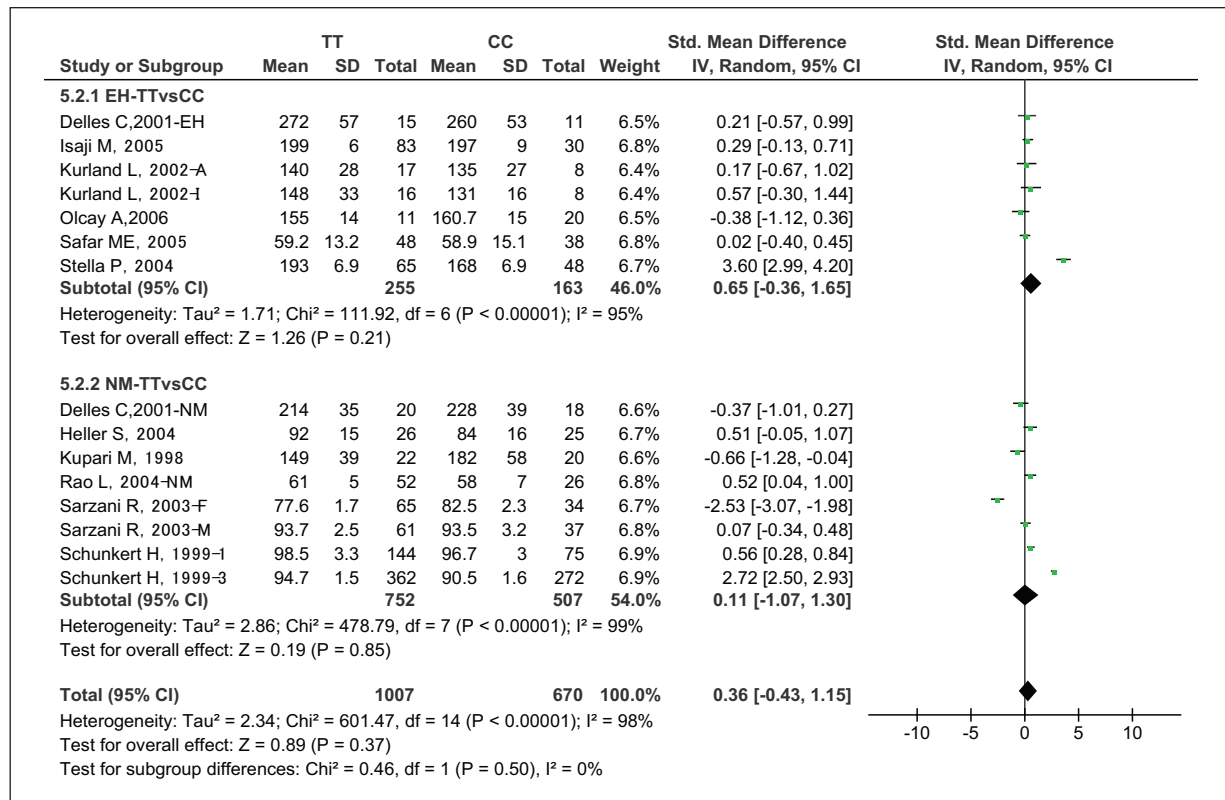 TT CC Std. Mean Difference Std. Mean Difference
Study or Subgroup Mean SD Total Mean SD Total Weight IV, Random, 95% CI IV, Random, 95% CI
5.2.1 EH-TTvsCC
Delles C,2001-EH 272 57 15 260 53 11 6.5% 0.21 [-0.57, 0.99]
Isaji M, 2005 199 6 83 197 9 30 6.8% 0.29 [-0.13, 0.71]
Kurland L, 2002-A 140 28 17 135 27 8 6.4% 0.17 [-0.67, 1.02]
Kurland L, 2002-I 148 33 16 131 16 8 6.4% 0.57 [-0.30, 1.44]
Olcay A,2006 155 14 11 160.7 15 20 6.5% -0.38 [-1.12, 0.36]
Safar ME, 2005 59.2 13.2 48 58.9 15.1 38 6.8% 0.02 [-0.40, 0.45]
Stella P, 2004 193 6.9 65 168 6.9 48 6.7% 3.60 [2.99, 4.20]
Subtotal (95% CI) 255 163 46.0% 0.65 [-0.36, 1.65]
Heterogeneity: Tau² = 1.71; Chi² = 111.92, df = 6 (P < 0.00001); I² = 95%
Test for overall effect: Z = 1.26 (P = 0.21)
5.2.2 NM-TTvsCC
Delles C,2001-NM 214 35 20 228 39 18 6.6% -0.37 [-1.01, 0.27]
Heller S, 2004 92 15 26 84 16 25 6.7% 0.51 [-0.05, 1.07]
Kupari M, 1998 149 39 22 182 58 20 6.6% -0.66 [-1.28, -0.04]
Rao L, 2004-NM 61 5 52 58 7 26 6.8% 0.52 [0.04, 1.00]
Sarzani R, 2003-F 77.6 1.7 65 82.5 2.3 34 6.7% -2.53 [-3.07, -1.98]
Sarzani R, 2003-M 93.7 2.5 61 93.5 3.2 37 6.8% 0.07 [-0.34, 0.48]
Schunkert H, 1999-1 98.5 3.3 144 96.7 3 75 6.9% 0.56 [0.28, 0.84]
Schunkert H, 1999-3 94.7 1.5 362 90.5 1.6 272 6.9% 2.72 [2.50, 2.93]
Subtotal (95% CI) 752 507 54.0% 0.11 [-1.07, 1.30]
Heterogeneity: Tau² = 2.86; Chi² = 478.79, df = 7 (P < 0.00001); I² = 99%
Test for overall effect: Z = 0.19 (P = 0.85)
Total (95% CI) 1007 670 100.0% 0.36 [-0.43, 1.15]
Heterogeneity: Tau² = 2.34; Chi² = 601.47, df = 14 (P < 0.00001); I² = 98%
Test for overall effect: Z = 0.89 (P = 0.37)
Test for subgroup differences: Chi² = 0.46, df = 1 (P = 0.50), I² = 0%
-10 -5 0 5 10